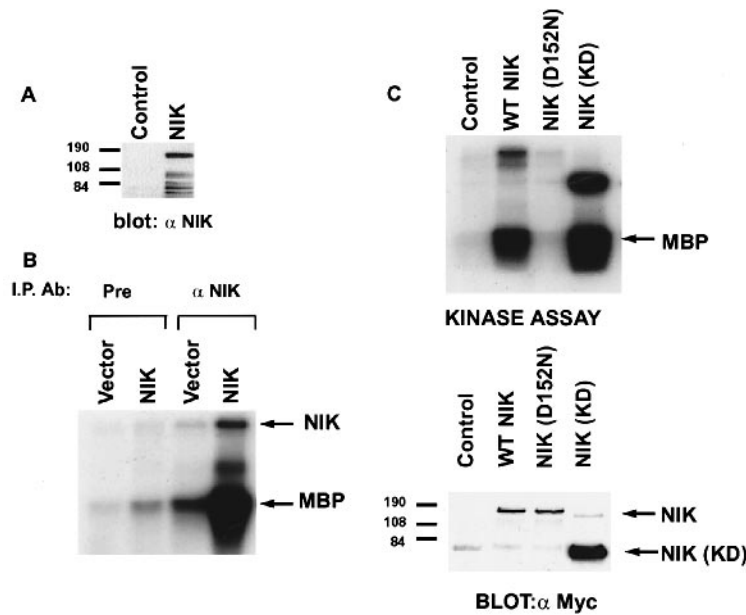 A
Control
NIK
190
108
84
blot: α NIK
B
I.P. Ab:
Pre
α NIK
Vector
NIK
Vector
NIK
NIK
MBP
C
Control
WT NIK
NIK (D152N)
NIK (KD)
MBP
KINASE ASSAY
Control
WT NIK
NIK (D152N)
NIK (KD)
190
108
84
NIK
NIK (KD)
BLOT:α Myc